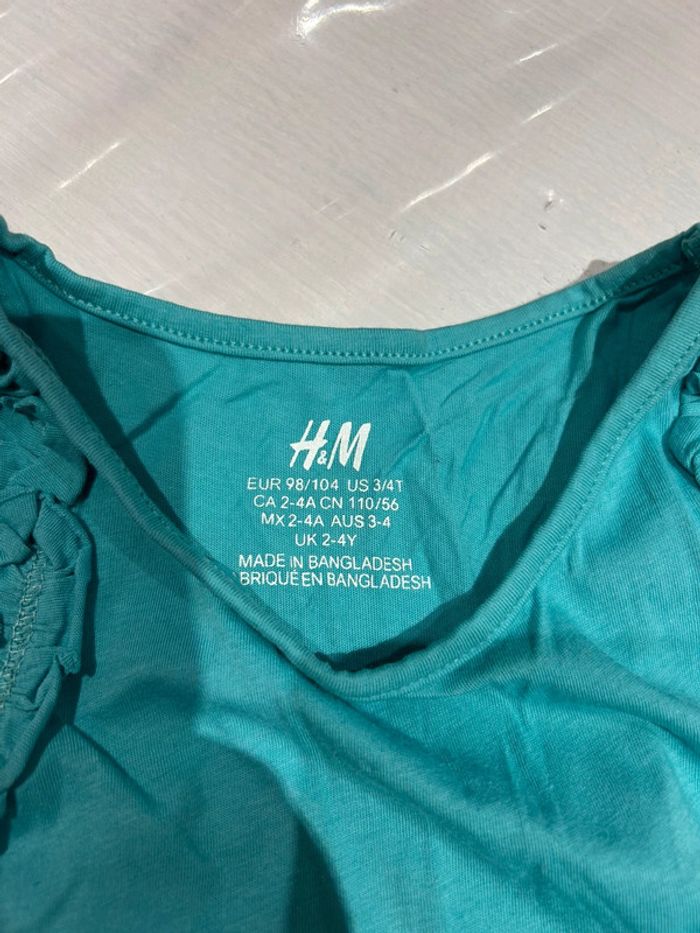 H&M
EUR 98/104 US 3/4T
CA 2-4A CN 110/56
MX 2-4A AUS 3-4
UK 2-4Y
MADE IN BANGLADESH
ABRIQUÉ EN BANGLADESH